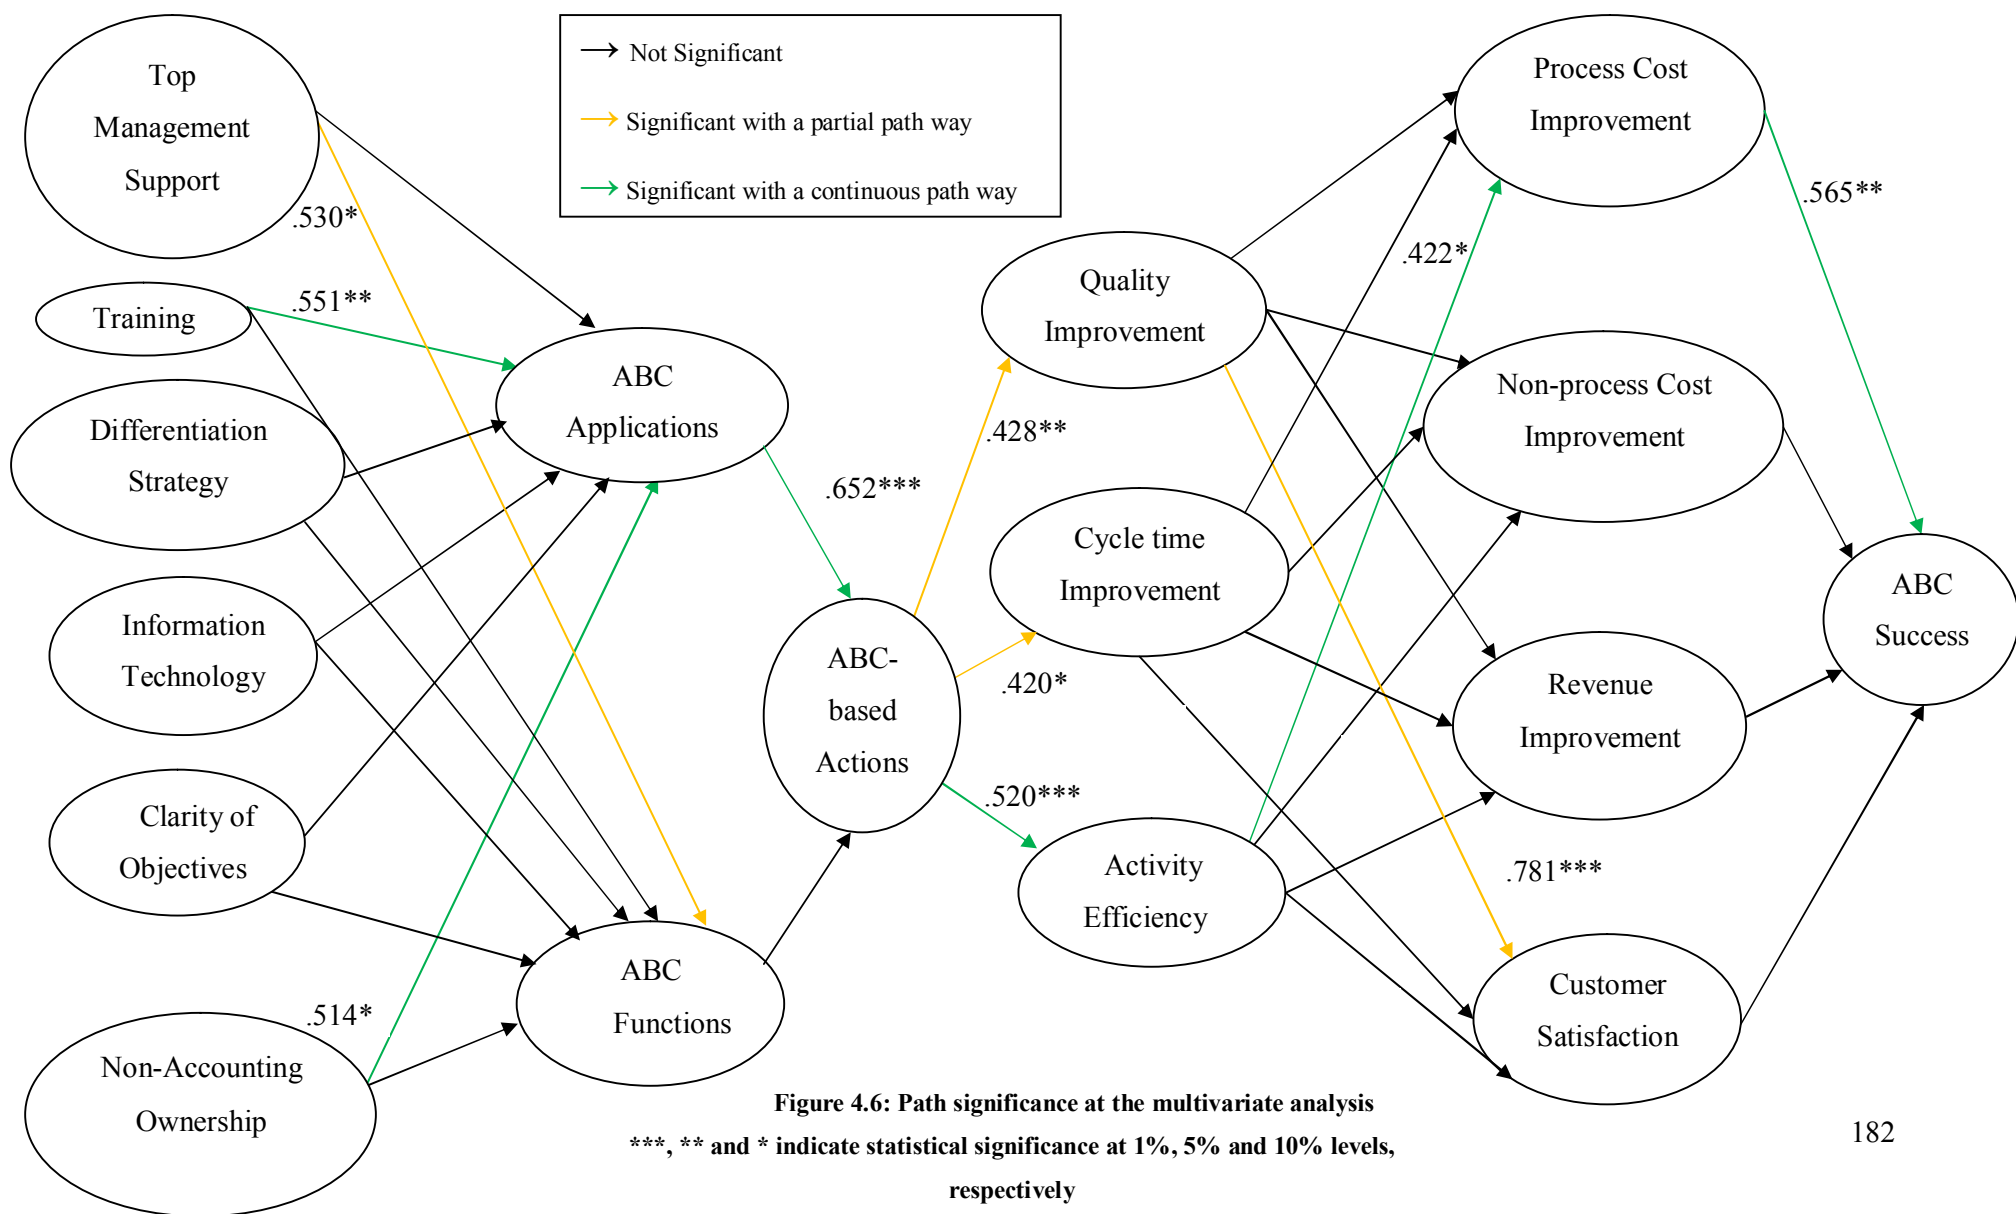 Top
Management
Support
Not Significant
Significant with a partial path way
Significant with a continuous path way
Process Cost
Improvement
.530*
.565**
.422*
Training
.551**
Quality
Improvement
ABC
Applications
Non-process Cost
Improvement
Differentiation
Strategy
.428**
.652***
Cycle time
Improvement
ABC
Success
Information
Technology
ABC-
based
Actions
.420*
Revenue
Improvement
Clarity of
Objectives
.520***
Activity
Efficiency
.781***
ABC
Functions
Customer
Satisfaction
.514*
Non-Accounting
Ownership
Figure 4.6: Path significance at the multivariate analysis
***, ** and * indicate statistical significance at 1%, 5% and 10% levels,
respectively
182